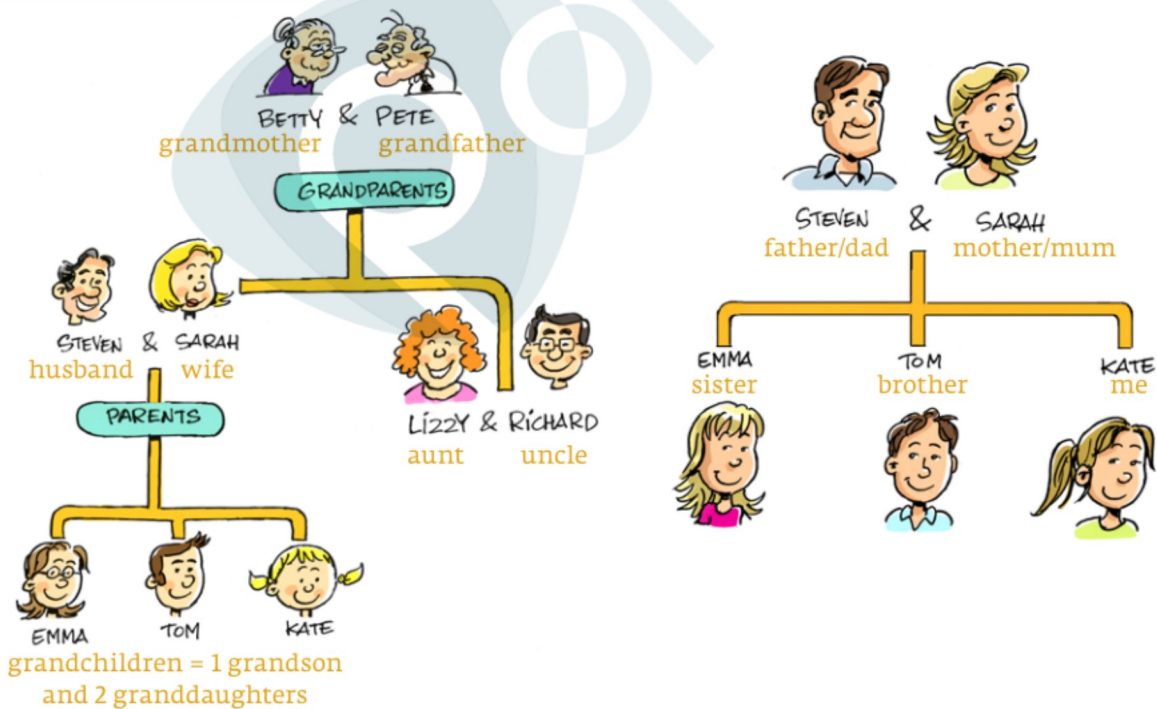 BETTY & PETE
grandmother grandfather
GRANDPARENTS
STEVEN & SARAH
husband wife
PARENTS
LIZZY & RICHARD
aunt uncle
EMMA TOM KATE
grandchildren = 1 grandson
and 2 granddaughters
STEVEN & SARAH
father/dad mother/mum
EMMA TOM KATE
sister brother me